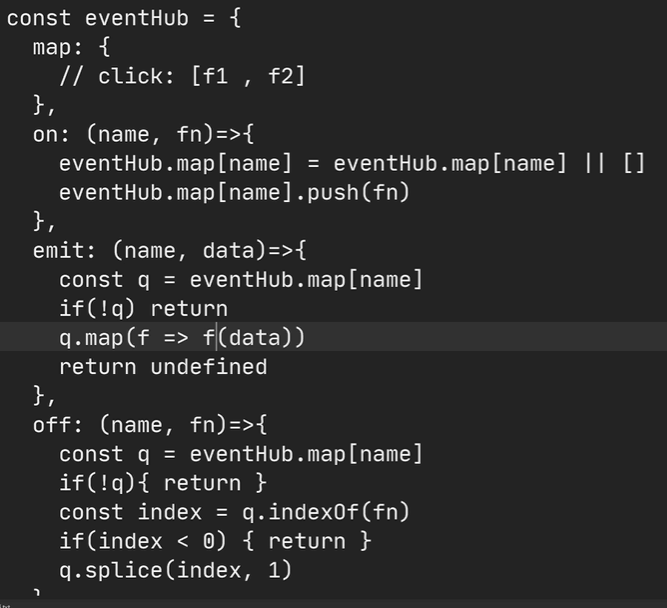 const eventHub = {
  map: {
    // click: [f1 , f2]
  },
  on: (name, fn)=>{
    eventHub.map[name] = eventHub.map[name] || []
    eventHub.map[name].push(fn)
  },
  emit: (name, data)=>{
    const q = eventHub.map[name]
    if(!q) return
    q.map(f => f(data))
    return undefined
  },
  off: (name, fn)=>{
    const q = eventHub.map[name]
    if(!q){ return }
    const index = q.indexOf(fn)
    if(index < 0) { return }
    q.splice(index, 1)
  }